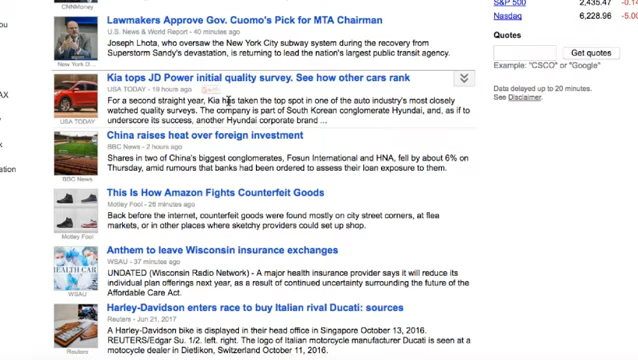 CNNMoney
Lawmakers Approve Gov. Cuomo's Pick for MTA Chairman
U.S. News & World Report - 40 minutes ago
Joseph Lhota, who oversaw the New York City subway system during the recovery from
Superstorm Sandy's devastation, is returning to lead the nation's largest public transit agency.
New York D...
Kia tops JD Power initial quality survey. See how other cars rank
USA TODAY - 19 hours ago
For a second straight year, Kia has taken the top spot in one of the auto industry's most closely
watched quality surveys. The company is part of South Korean conglomerate Hyundai, and, as if to
underscore its success, another Hyundai corporate brand ...
USA TODAY
China raises heat over foreign investment
BBC News - 2 hours ago
Shares in two of China's biggest conglomerates, Fosun International and HNA, fell by about 6% on
Thursday, amid rumours that banks had been ordered to assess their loan exposure to them.
BBC News
This Is How Amazon Fights Counterfeit Goods
Motley Fool - 28 minutes ago
Back before the internet, counterfeit goods were found mostly on city street corners, at flea
markets, or in other places where sketchy providers could set up shop.
Motley Fool
Anthem to leave Wisconsin insurance exchanges
WSAU - 37 minutes ago
UNDATED (Wisconsin Radio Network) - A major health insurance provider says it will reduce its
individual plan offerings next year, as a result of continued uncertainty surrounding the future of the
Affordable Care Act.
HEALTH CAR
WSAU
Harley-Davidson enters race to buy Italian rival Ducati: sources
Reuters - Jun 21, 2017
A Harley-Davidson bike is displayed in their head office in Singapore October 13, 2016.
REUTERS/Edgar Su. 1/2. left. right. The logo of Italian motorcycle manufacturer Ducati is seen at a
motorcycle dealer in Dietlikon, Switzerland October 11, 2016.
Reuters
AX
ation
S&P 500 2,435.47
Nasdaq 6,228.96 -5.0
Quotes
Get quotes
Example: "CSCO" or "Google"
Data delayed up to 20 minutes.
See Disclaimer.